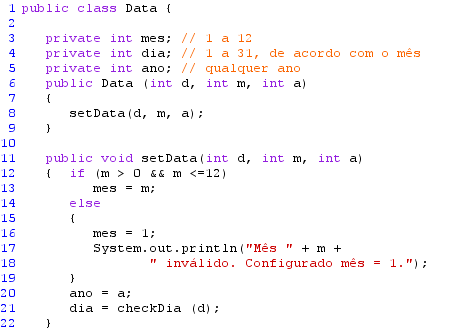 1 public class Data {
2
3    private int mes; // 1 a 12
4    private int dia; // 1 a 31, de acordo com o mês
5    private int ano; // qualquer ano
6    public Data (int d, int m, int a)
7    {
8       setData(d, m, a);
9    }
10
11    public void setData(int d, int m, int a)
12    {  if (m > 0 && m <=12)
13          mes = m;
14       else
15       {
16          mes = 1;
17          System.out.println("Mês " + m +
18                 " inválido. Configurado mês = 1.");
19       }
20       ano = a;
21       dia = checkDia (d);
22    }